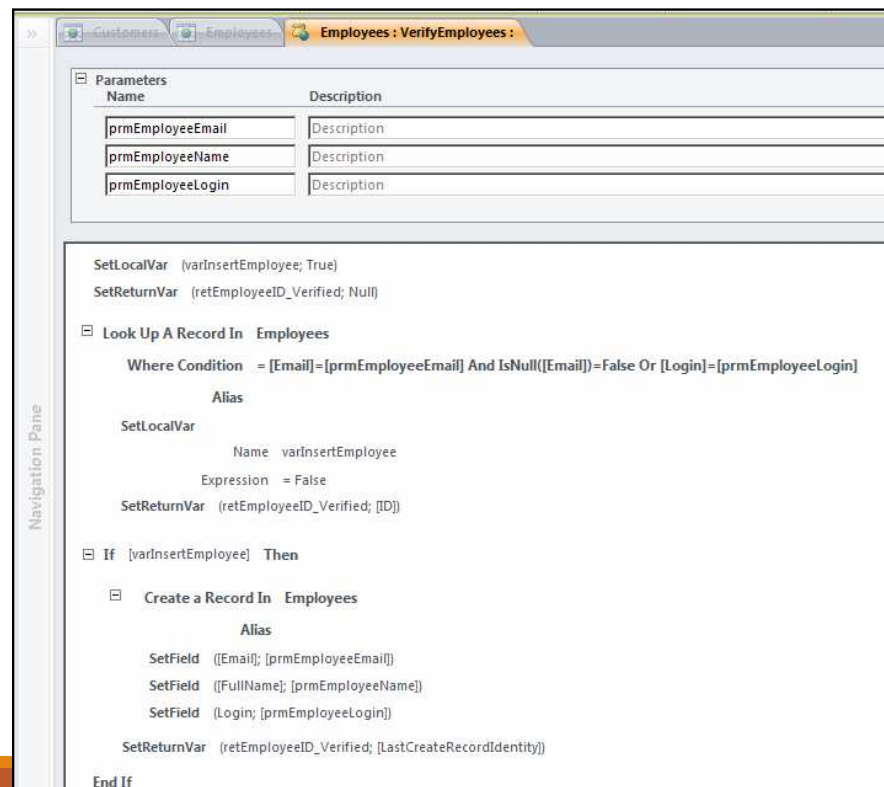 »
Customers
Employees
Employees : VerifyEmployees :
Parameters
Name Description
prmEmployeeEmail Description
prmEmployeeName Description
prmEmployeeLogin Description
SetLocalVar (varInsertEmployee; True)
SetReturnVar (retEmployeeID_Verified; Null)
Look Up A Record In Employees
Where Condition = [Email]=[prmEmployeeEmail] And IsNull([Email])=False Or [Login]=[prmEmployeeLogin]
Alias
SetLocalVar
Name varInsertEmployee
Expression = False
SetReturnVar (retEmployeeID_Verified; [ID])
If [varInsertEmployee] Then
Create a Record In Employees
Alias
SetField ([Email]; [prmEmployeeEmail])
SetField ([FullName]; [prmEmployeeName])
SetField (Login; [prmEmployeeLogin])
SetReturnVar (retEmployeeID_Verified; [LastCreateRecordIdentity])
End If
Navigation Pane